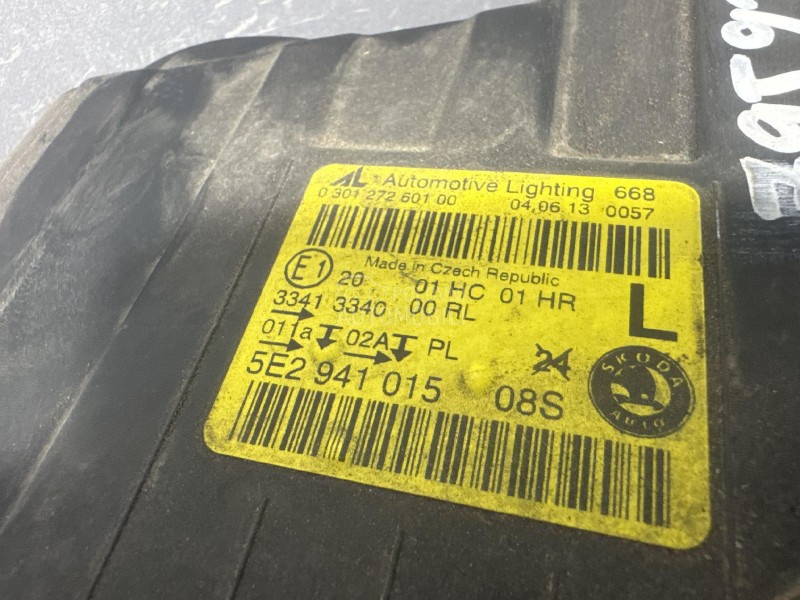 AL Automotive Lighting 668
0 301 272 601 00 04.06.13 0057
Made in Czech Republic
E1 20 01 HC 01 HR L
3341 3340 00 RL
011a 02A PL 24
5E2 941 015 08S
SKODA
AUTO